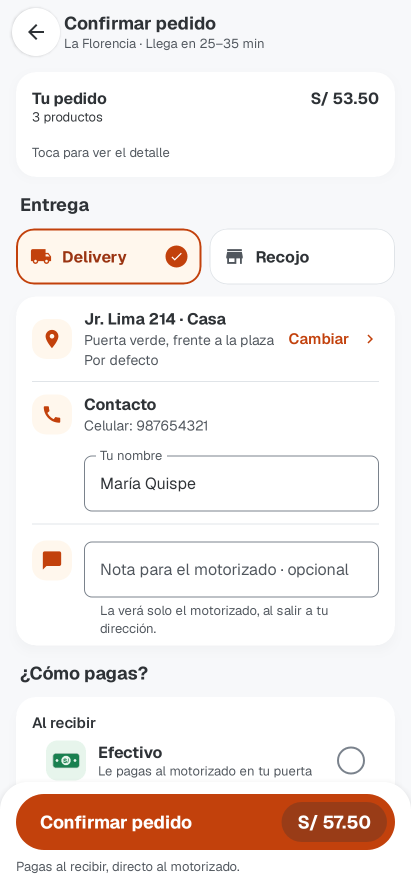 Confirmar pedido
La Florencia · Llega en 25–35 min
Tu pedido
S/ 53.50
3 productos
Toca para ver el detalle
Entrega
Delivery
Recojo
Jr. Lima 214 · Casa
Puerta verde, frente a la plaza
Por defecto
Cambiar
Contacto
Celular: 987654321
Tu nombre
María Quispe
Nota para el motorizado · opcional
La verá solo el motorizado, al salir a tu
dirección.
¿Cómo pagas?
Al recibir
Efectivo
Le pagas al motorizado en tu puerta
Confirmar pedido
S/ 57.50
Pagas al recibir, directo al motorizado.